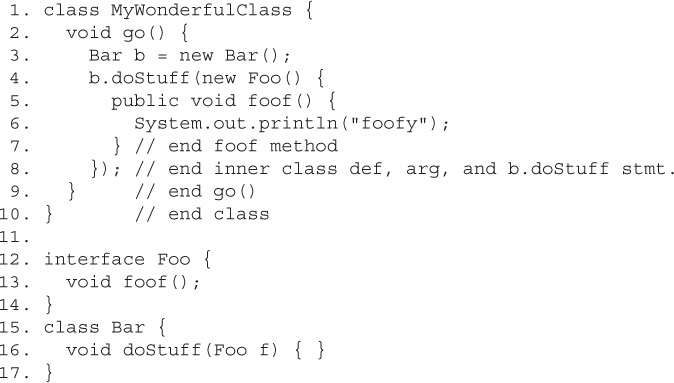 1. class MyWonderfulClass {
2.   void go() {
3.     Bar b = new Bar();
4.     b.doStuff(new Foo() {
5.       public void foof() {
6.         System.out.println("foofy");
7.       } // end foof method
8.     }); // end inner class def, arg, and b.doStuff stmt.
9.   }     // end go()
10. }       // end class
11.
12. interface Foo {
13.   void foof();
14. }
15. class Bar {
16.   void doStuff(Foo f) { }
17. }